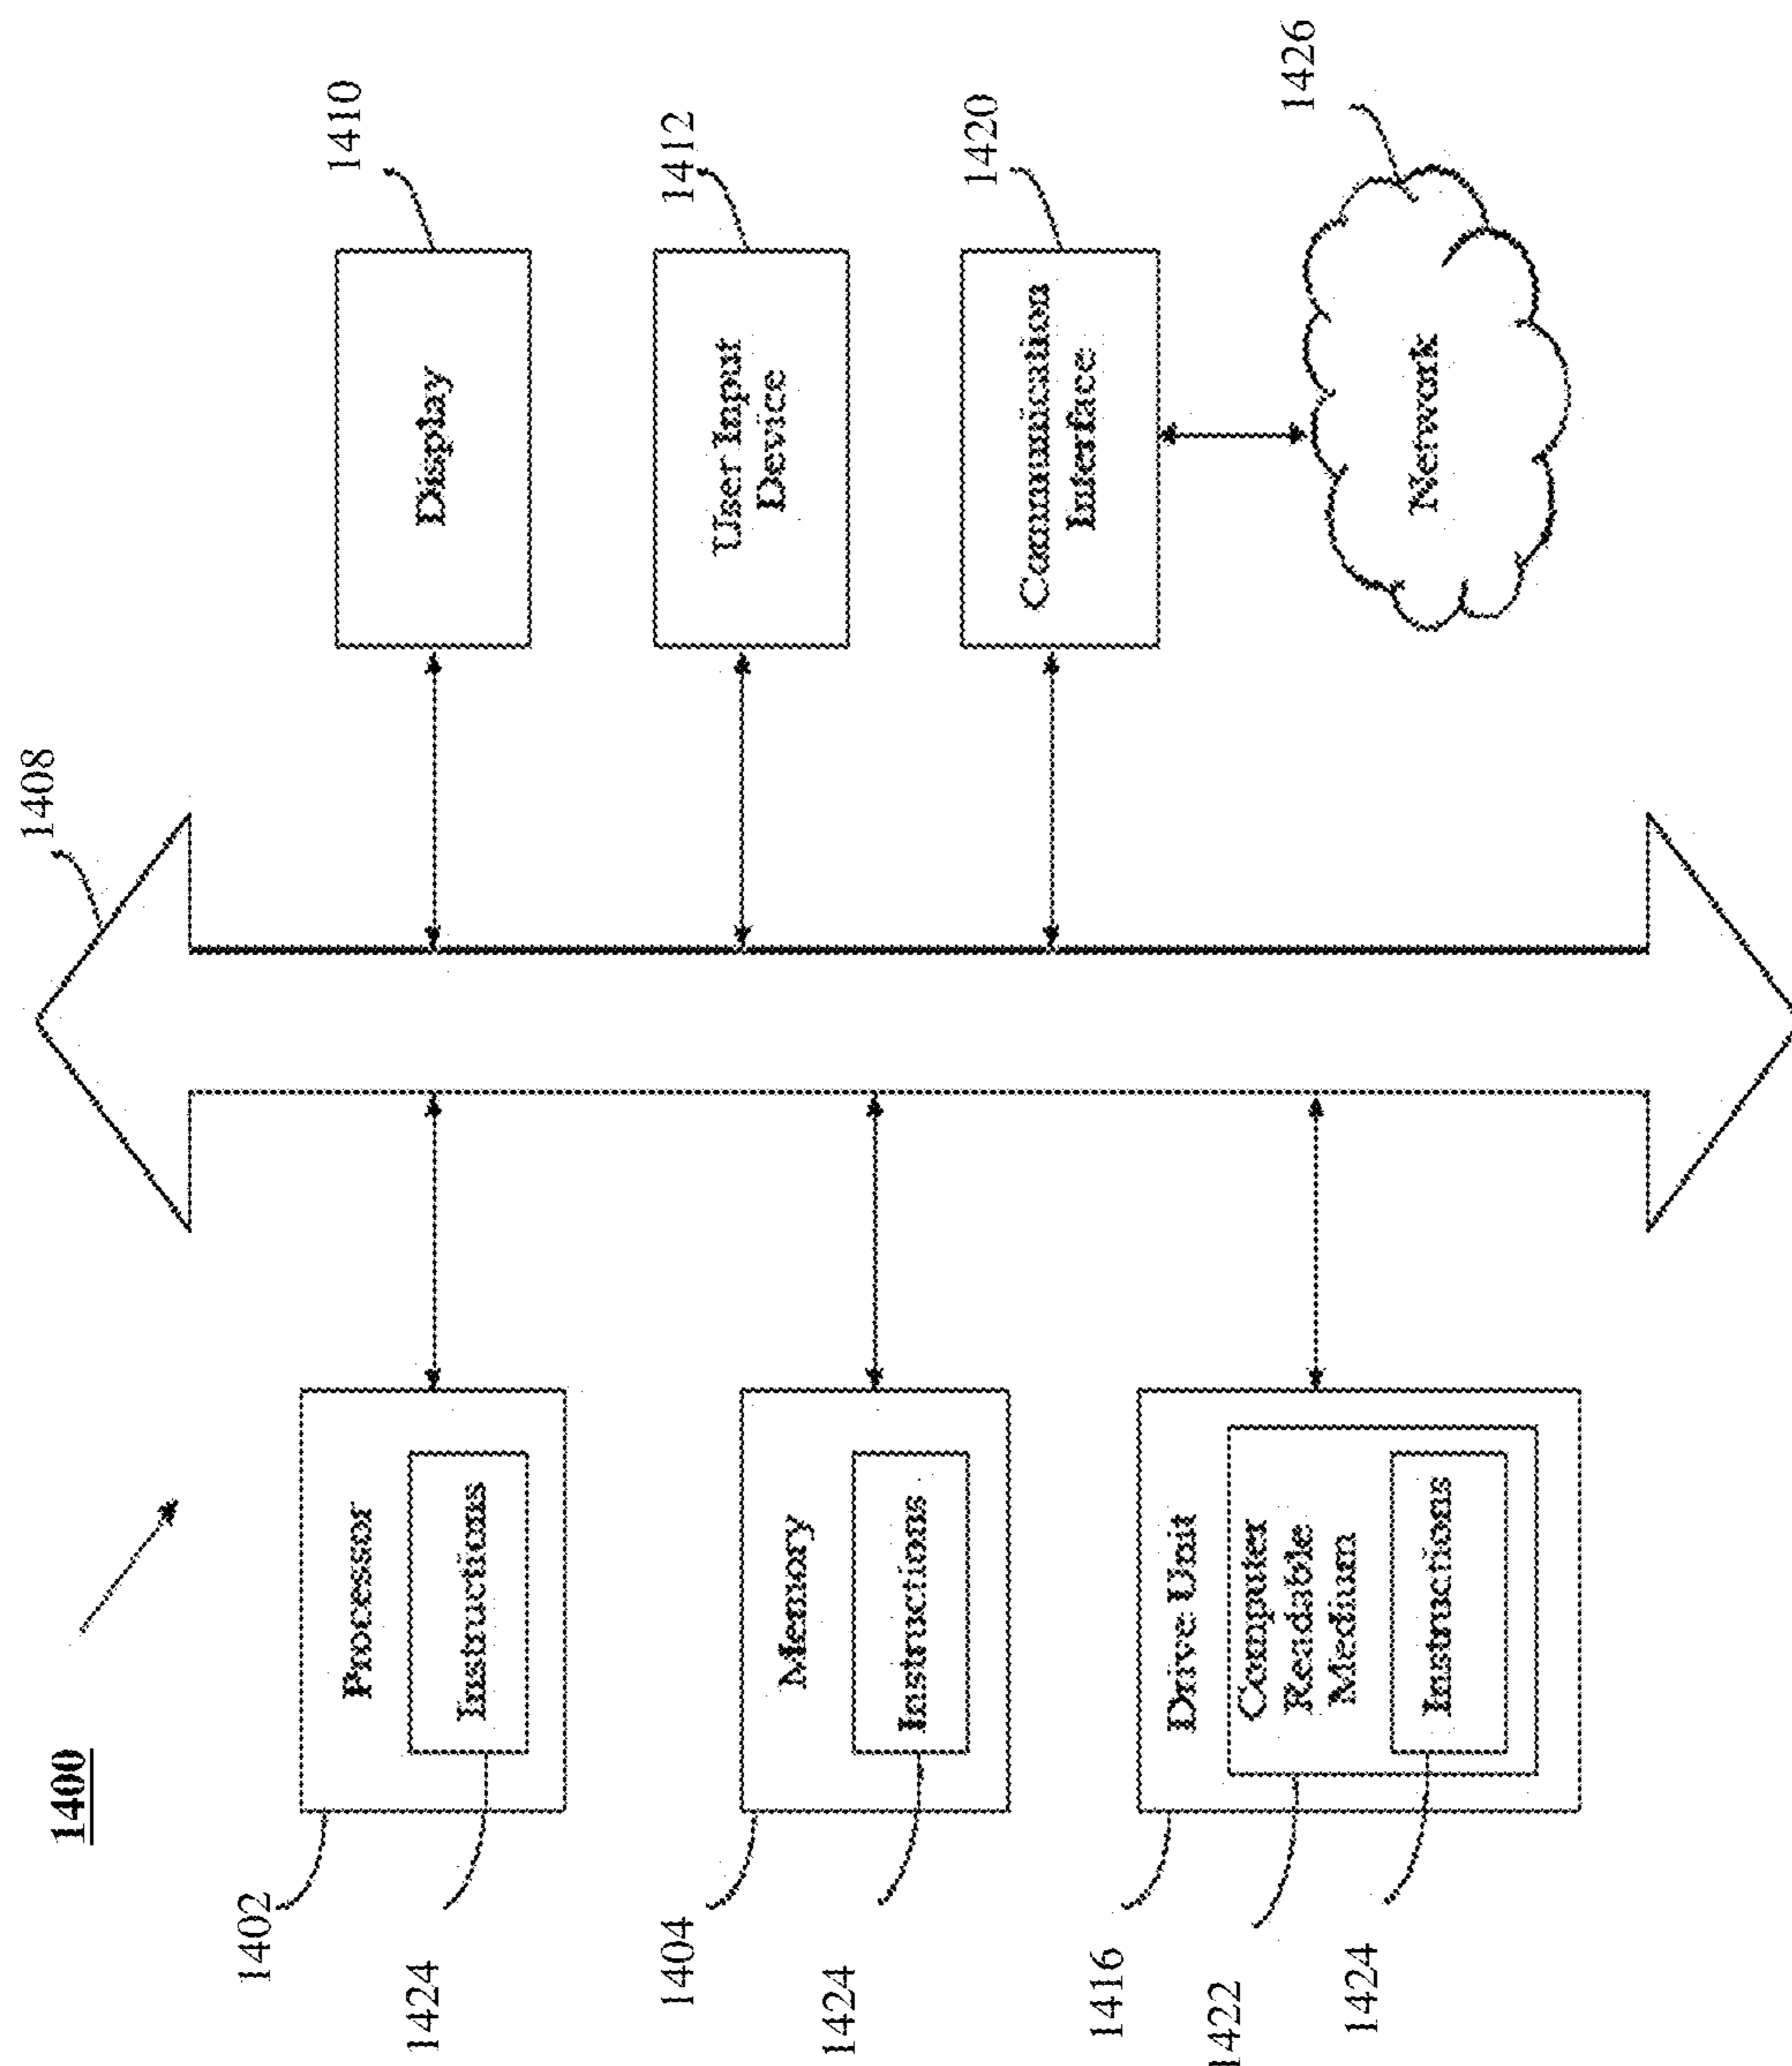 1400
1402
Processor
Instructions
1424
1404
Memory
Instructions
1424
1416
Drive Unit
1422
Computer
Readable
Medium
Instructions
1424
1408
Display
1410
User Input
Device
1412
Communication
Interface
1420
Network
1426